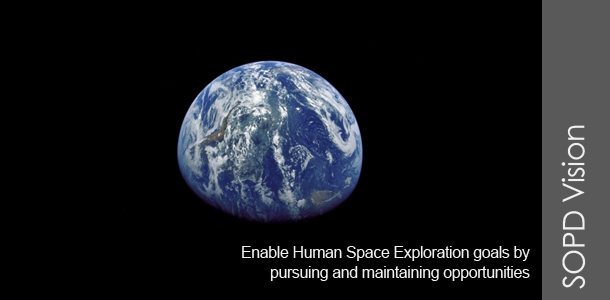 Enable Human Space Exploration goals by
pursuing and maintaining opportunities
SOPD Vision